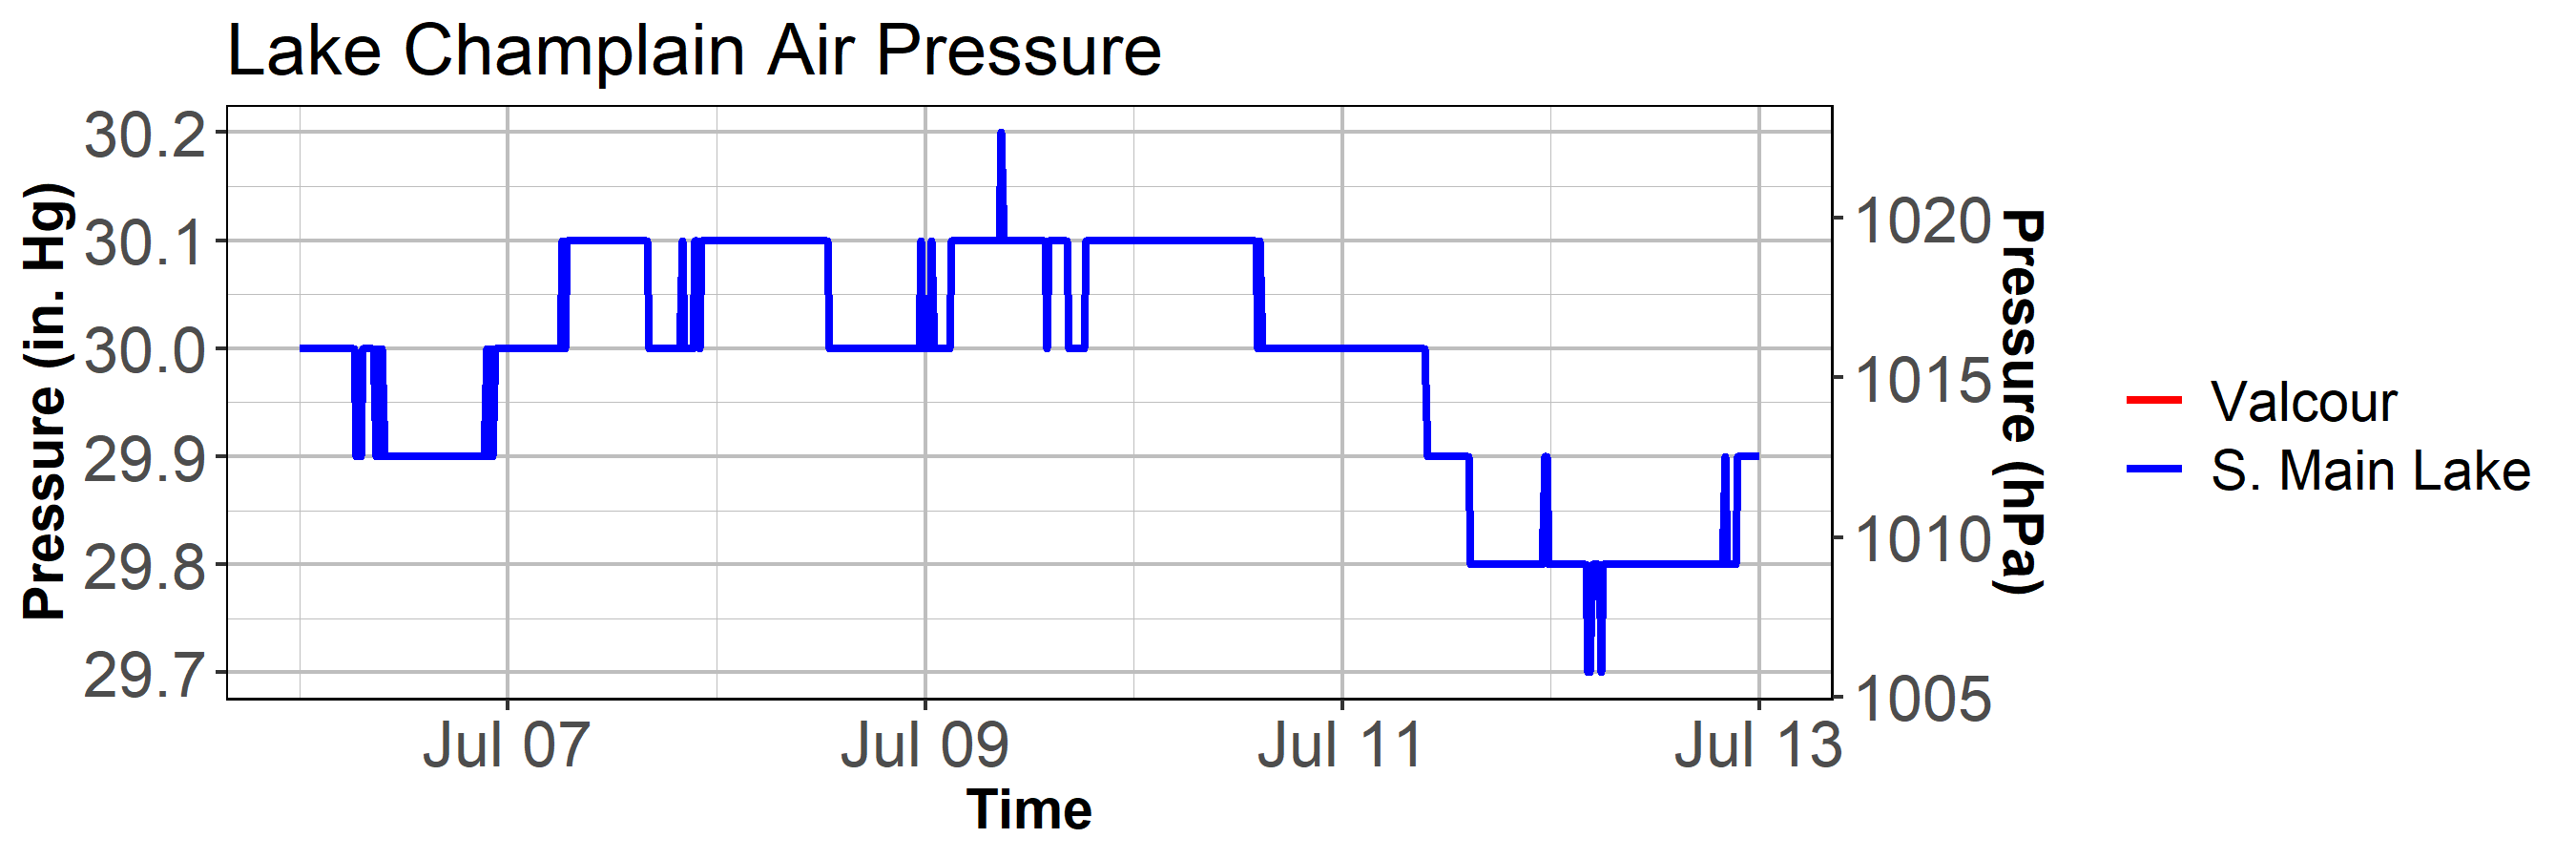 Lake Champlain Air Pressure
30.2
30.1
30.0
29.9
29.8
29.7
Pressure (in. Hg)
1020
1015
1010
1005
Pressure (hPa)
Jul 07
Jul 09
Jul 11
Jul 13
Time
Valcour
S. Main Lake